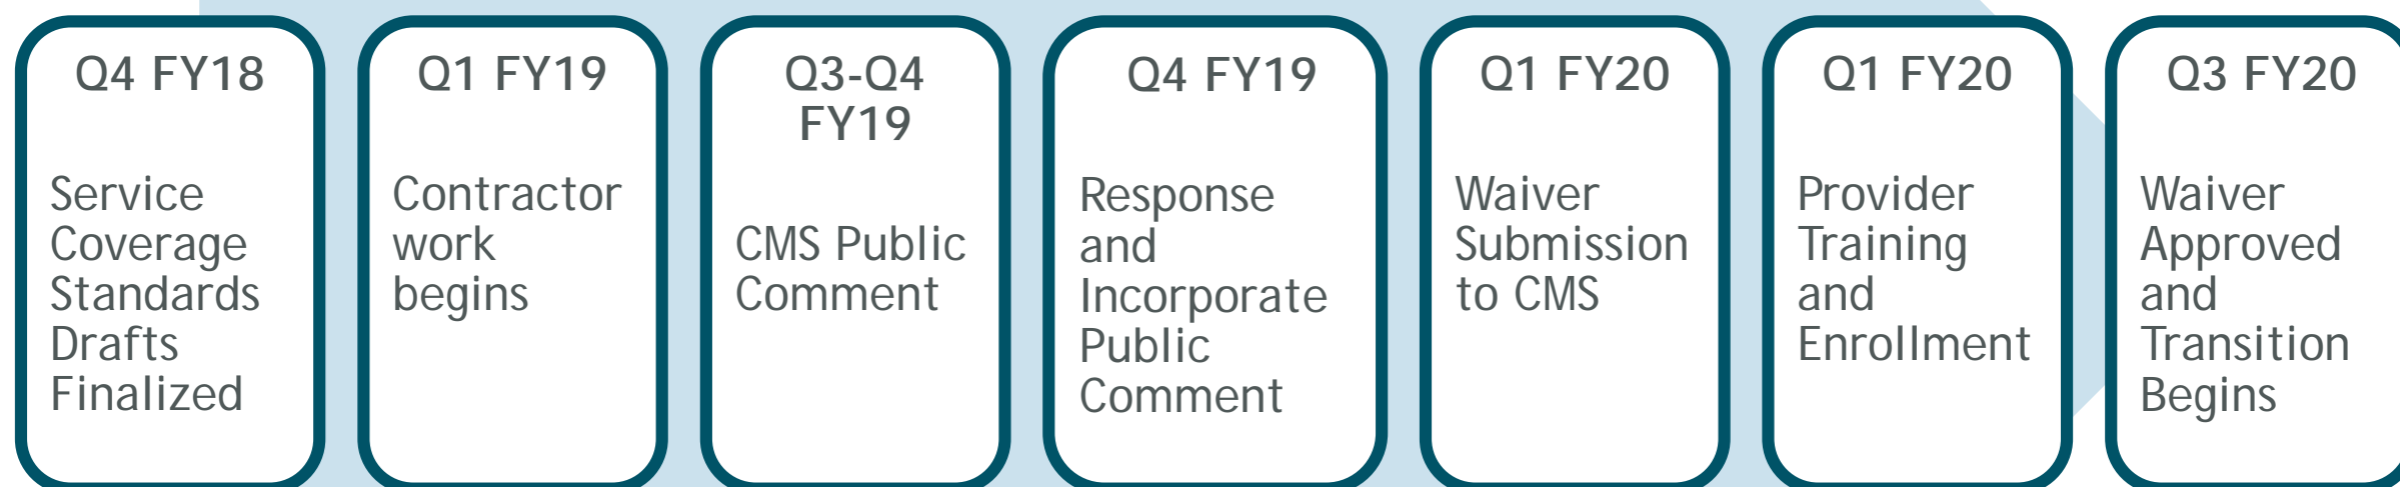 Q4 FY18
Service
Coverage
Standards
Drafts
Finalized
Q1 FY19
Contractor
work
begins
Q3-Q4
FY19
CMS Public
Comment
Q4 FY19
Response
and
Incorporate
Public
Comment
Q1 FY20
Waiver
Submission
to CMS
Q1 FY20
Provider
Training
and
Enrollment
Q3 FY20
Waiver
Approved
and
Transition
Begins